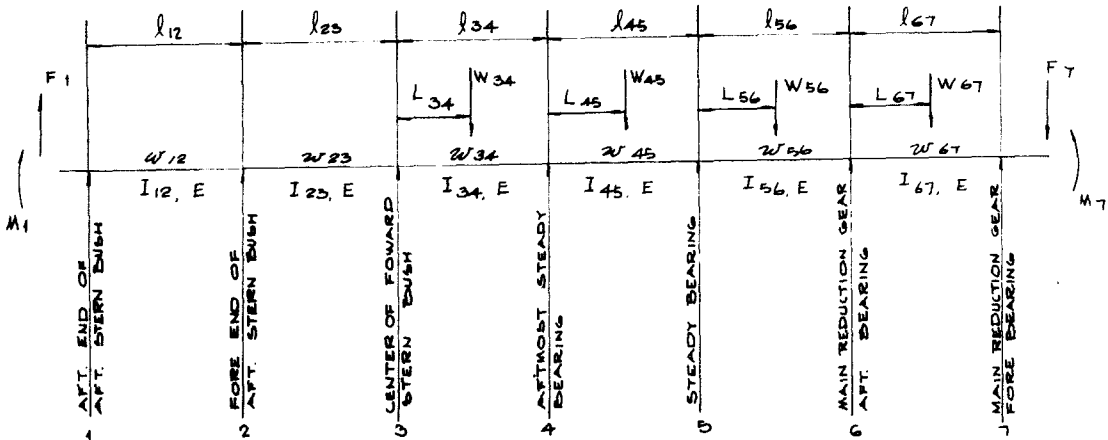 l12 l23 l34 l45 l56 l67
F1 W34 W45 W56 W67 F7
L34 L45 L56 L67
w12 w23 w34 w45 w56 w67
I12, E I23, E I34, E I45, E I56, E I67, E
M1 M7
AFT. END OF
AFT. STERN BUSH
FORE END OF
AFT. STERN BUSH
CENTER OF FOWARD
STERN BUSH
AFTMOST STEADY
BEARING
STEADY BEARING
MAIN REDUCTION GEAR
AFT. BEARING
MAIN REDUCTION GEAR
FORE BEARING
1 2 3 4 5 6 7